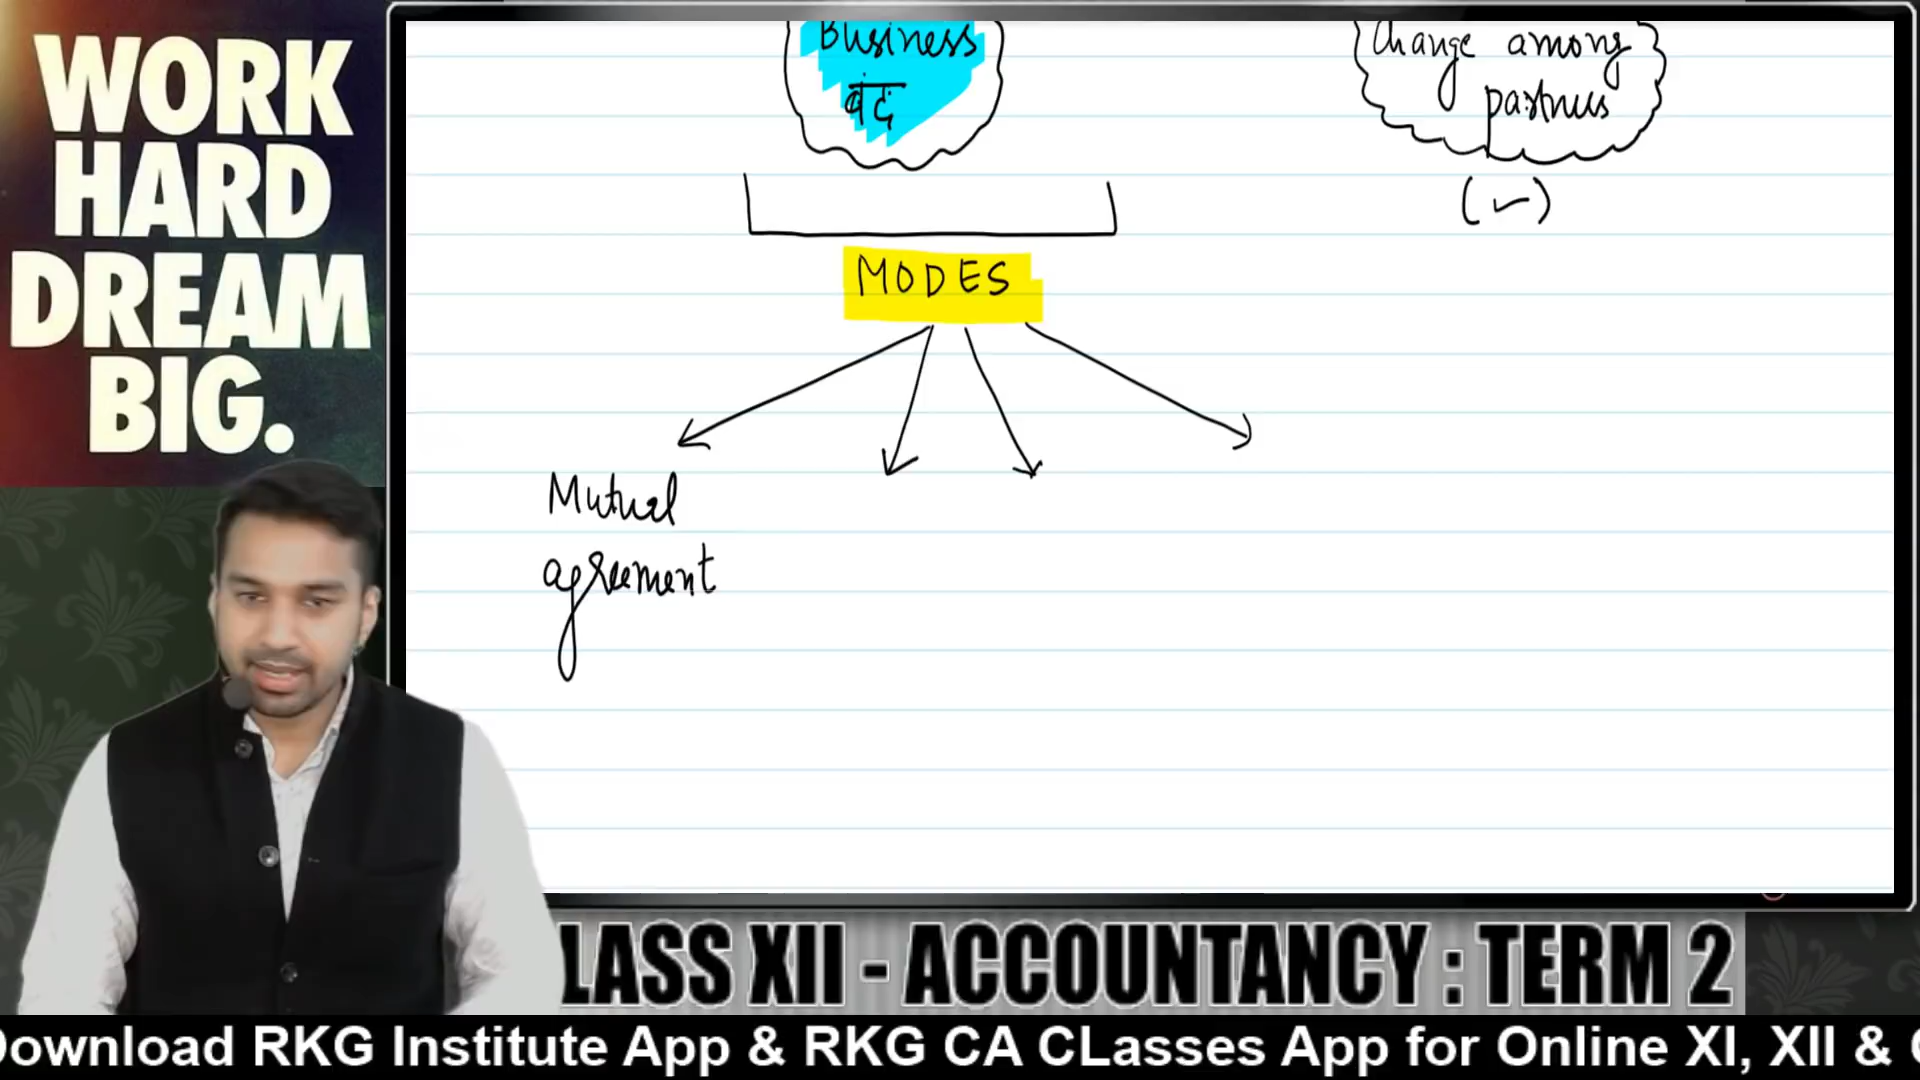 WORK
HARD
DREAM
BIG.
Business
बंद
Change among
partners
(✓)
MODES
Mutual
agreement
LASS XII - ACCOUNTANCY : TERM 2
Download RKG Institute App & RKG CA CLasses App for Online XI, XII &